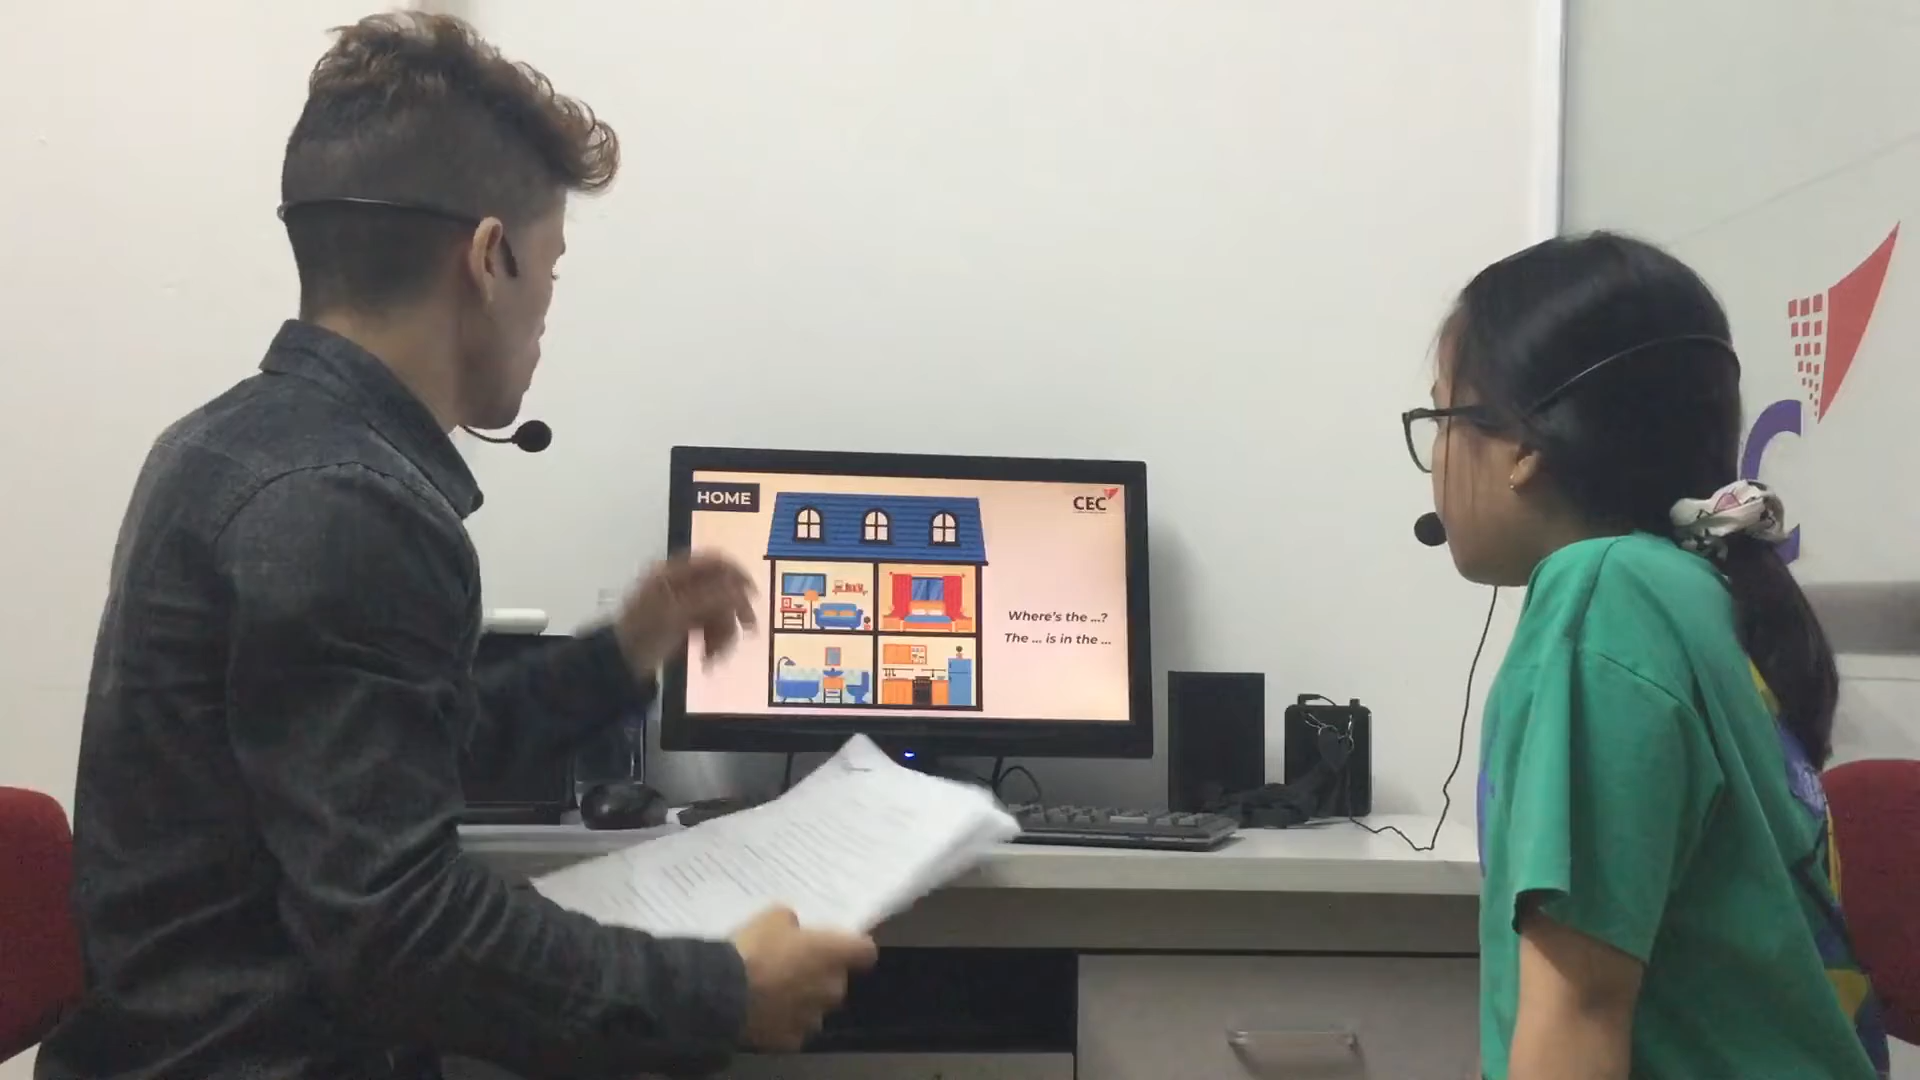 HOME
CEC
Where's the ...?
The ... is in the ...
C